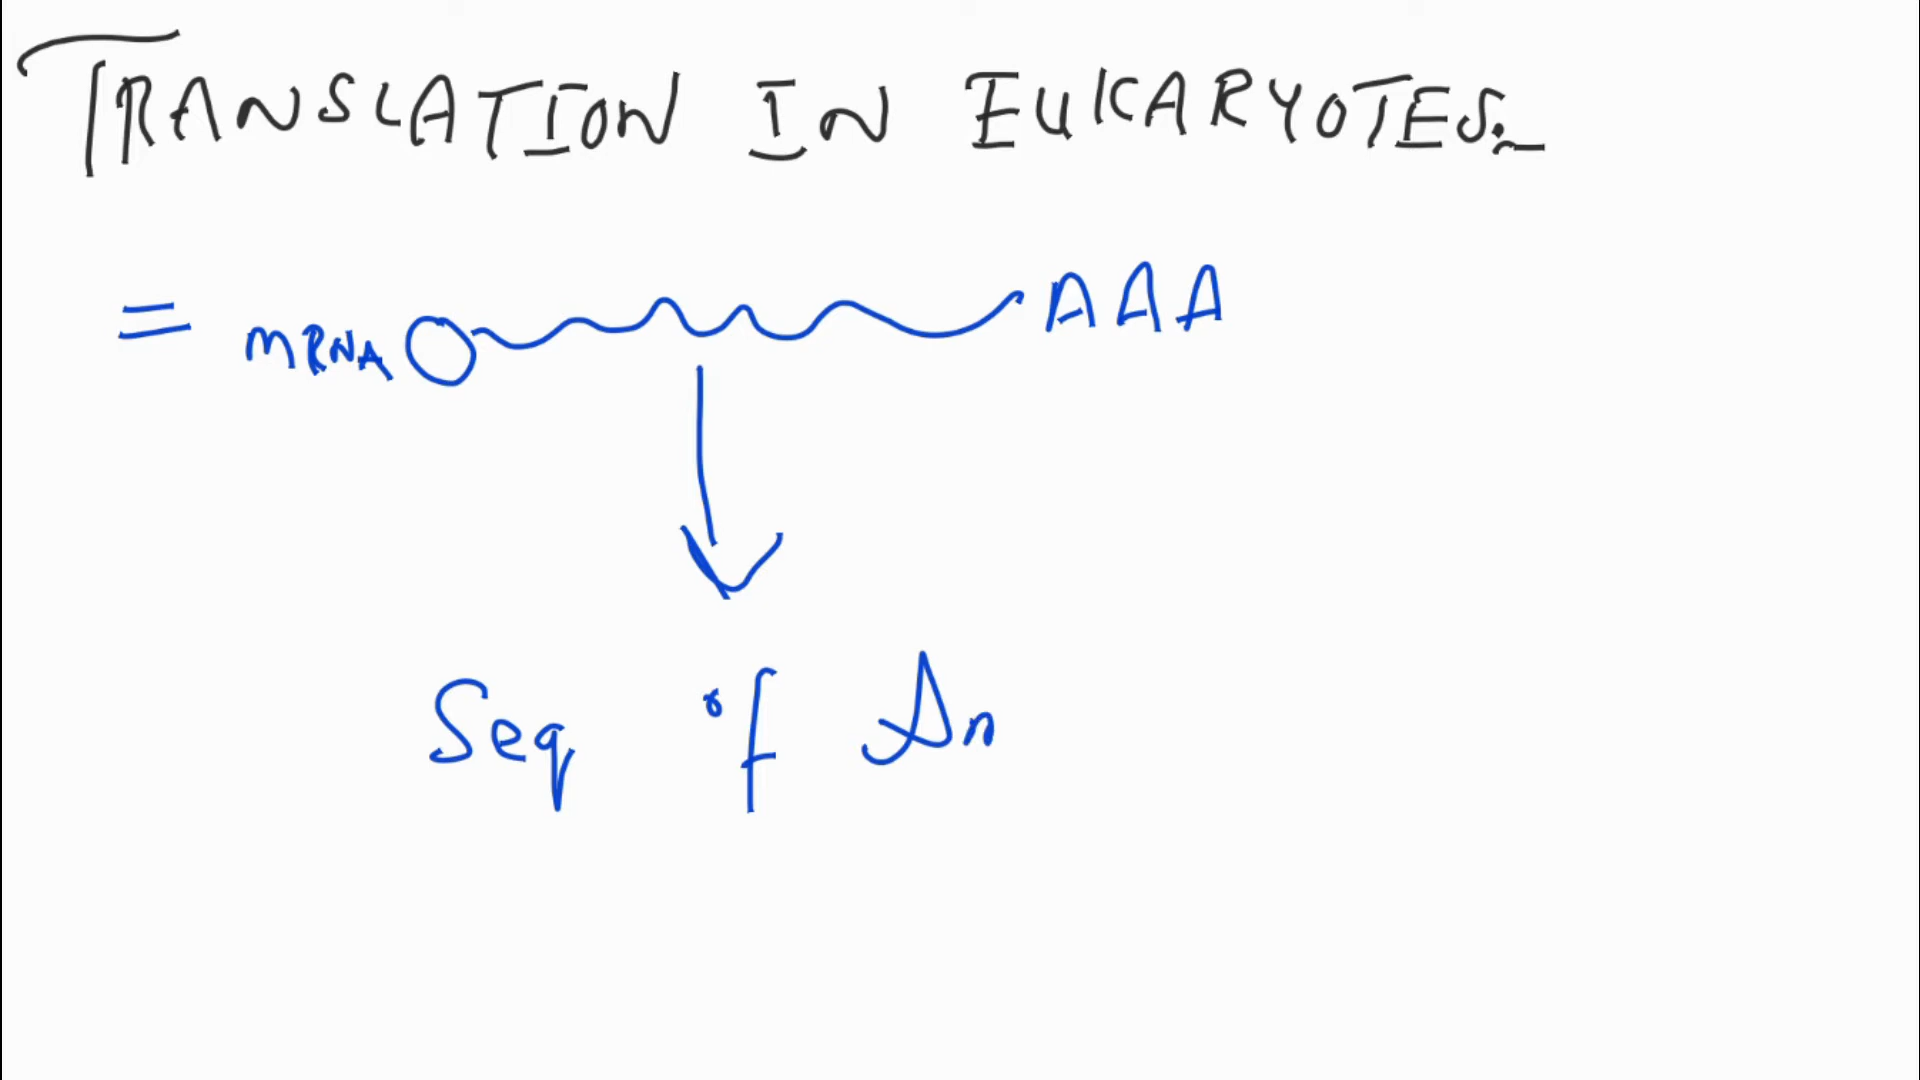 TRANSLATION IN EUKARYOTES:-
= mRNA AAA
Seq of An